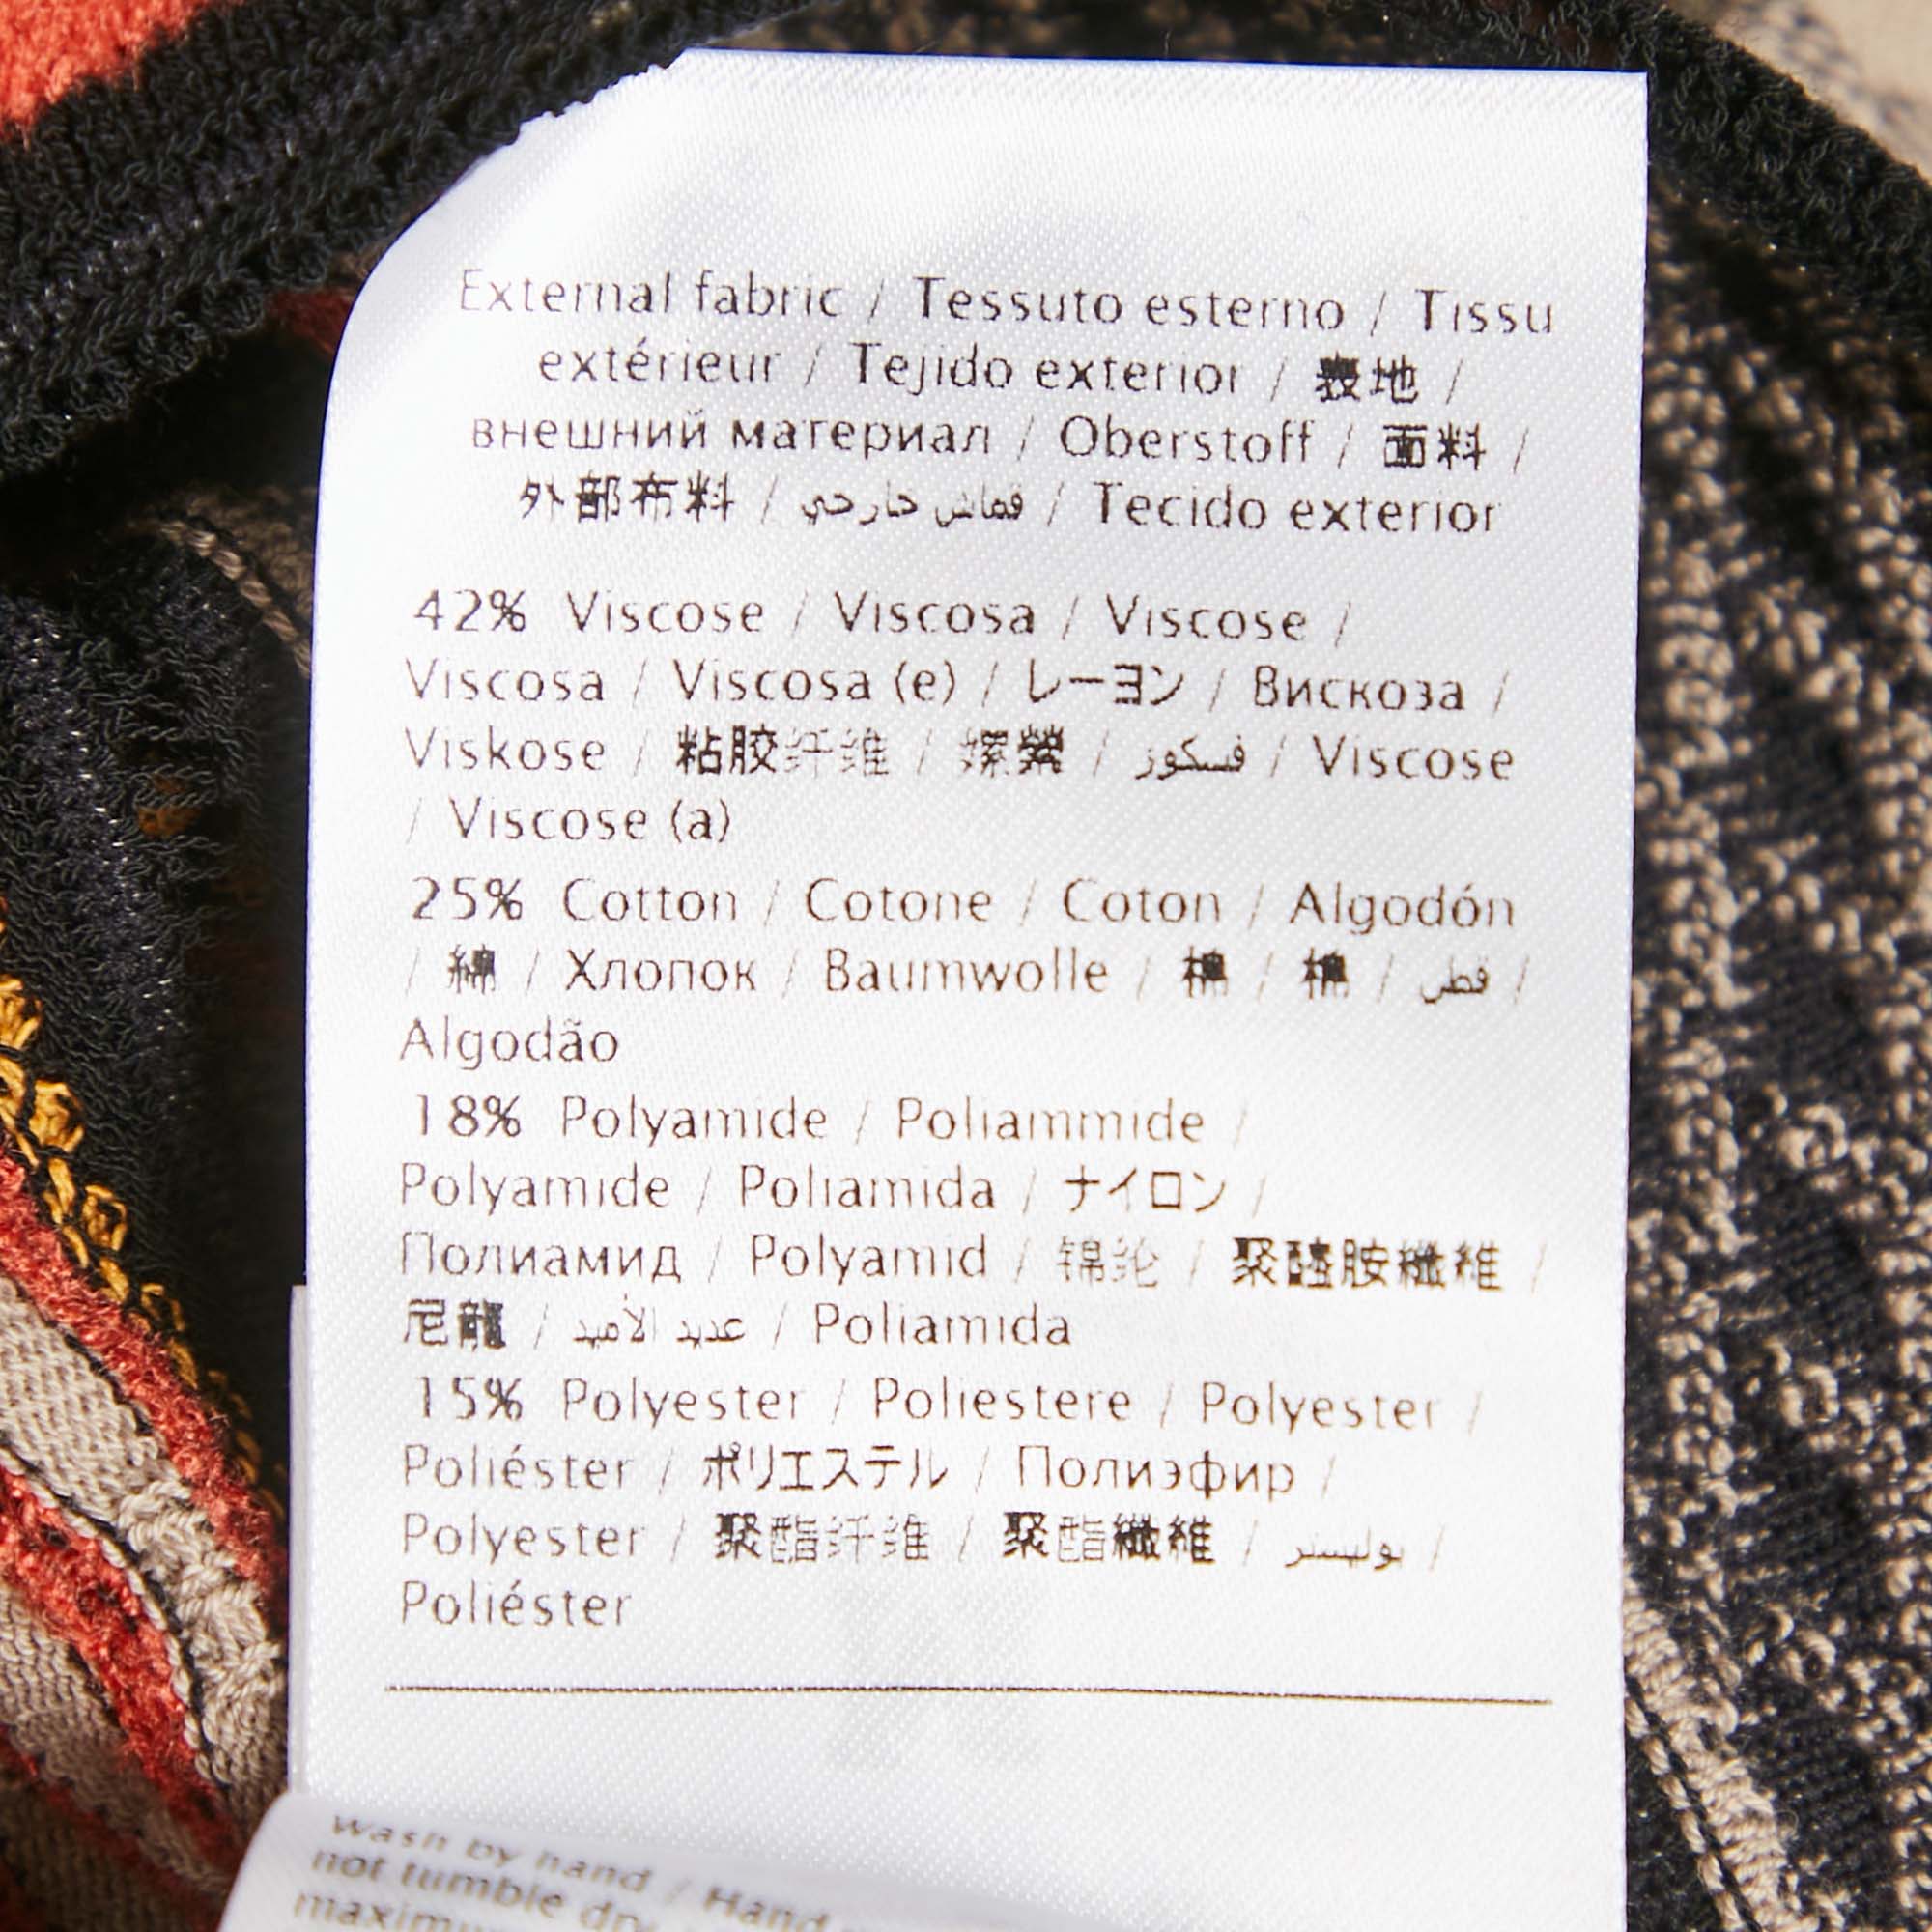 External fabric / Tessuto esterno / Tissu
extérieur / Tejido exterior / 表地 /
внешний материал / Oberstoff / 面料 /
外部布料 / قماش خارجي / Tecido exterior
42% Viscose / Viscosa / Viscose /
Viscosa / Viscosa (e) / レーヨン / Вискоза /
Viskose / 粘胶纤维 / 嫘縈 / فسكوز / Viscose
/ Viscose (a)
25% Cotton / Cotone / Coton / Algodón
/ 綿 / Хлопок / Baumwolle / 棉 / 棉 / قطن /
Algodão
18% Polyamide / Poliammide /
Polyamide / Poliamida / ナイロン /
Полиамид / Polyamid / 锦纶 / 聚醯胺纖維 /
尼龍 / عديد الأميد / Poliamida
15% Polyester / Poliestere / Polyester /
Poliéster / ポリエステル / Полиэфир /
Polyester / 聚酯纤维 / 聚酯纖維 / بوليستر /
Poliéster
wash by hand / Hand
not tumble dry